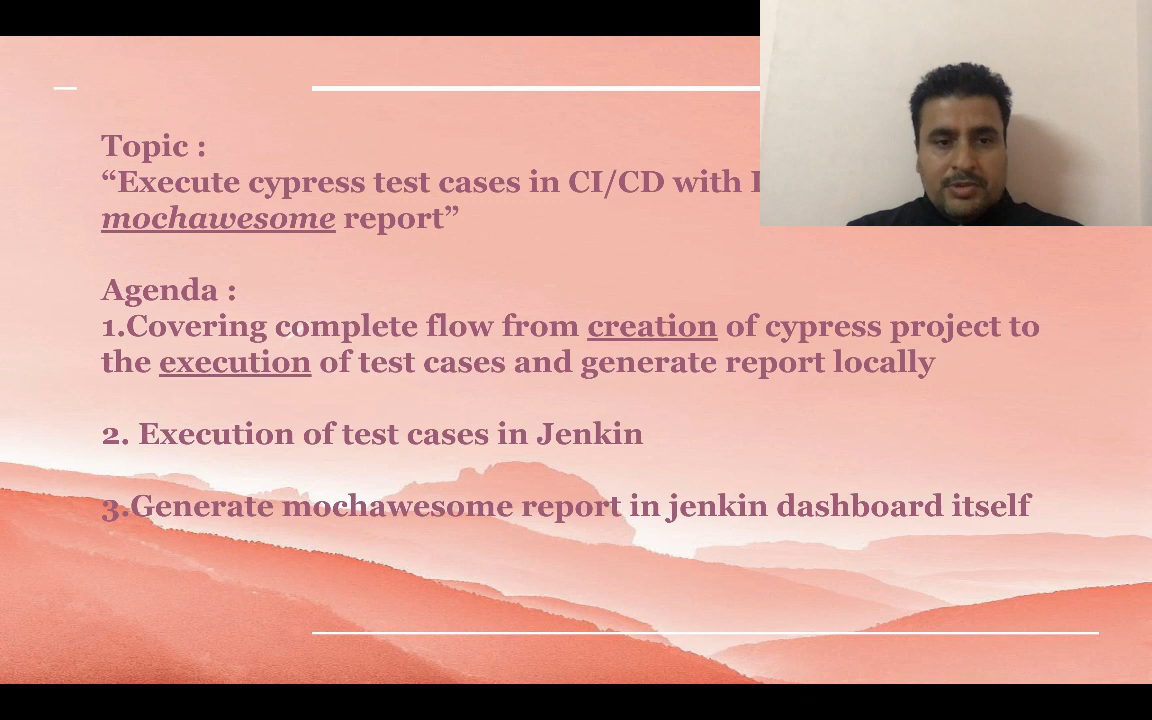 Topic :
“Execute cypress test cases in CI/CD with
mochawesome report”
Agenda :
1.Covering complete flow from creation of cypress project to
the execution of test cases and generate report locally
2. Execution of test cases in Jenkin
3.Generate mochawesome report in jenkin dashboard itself